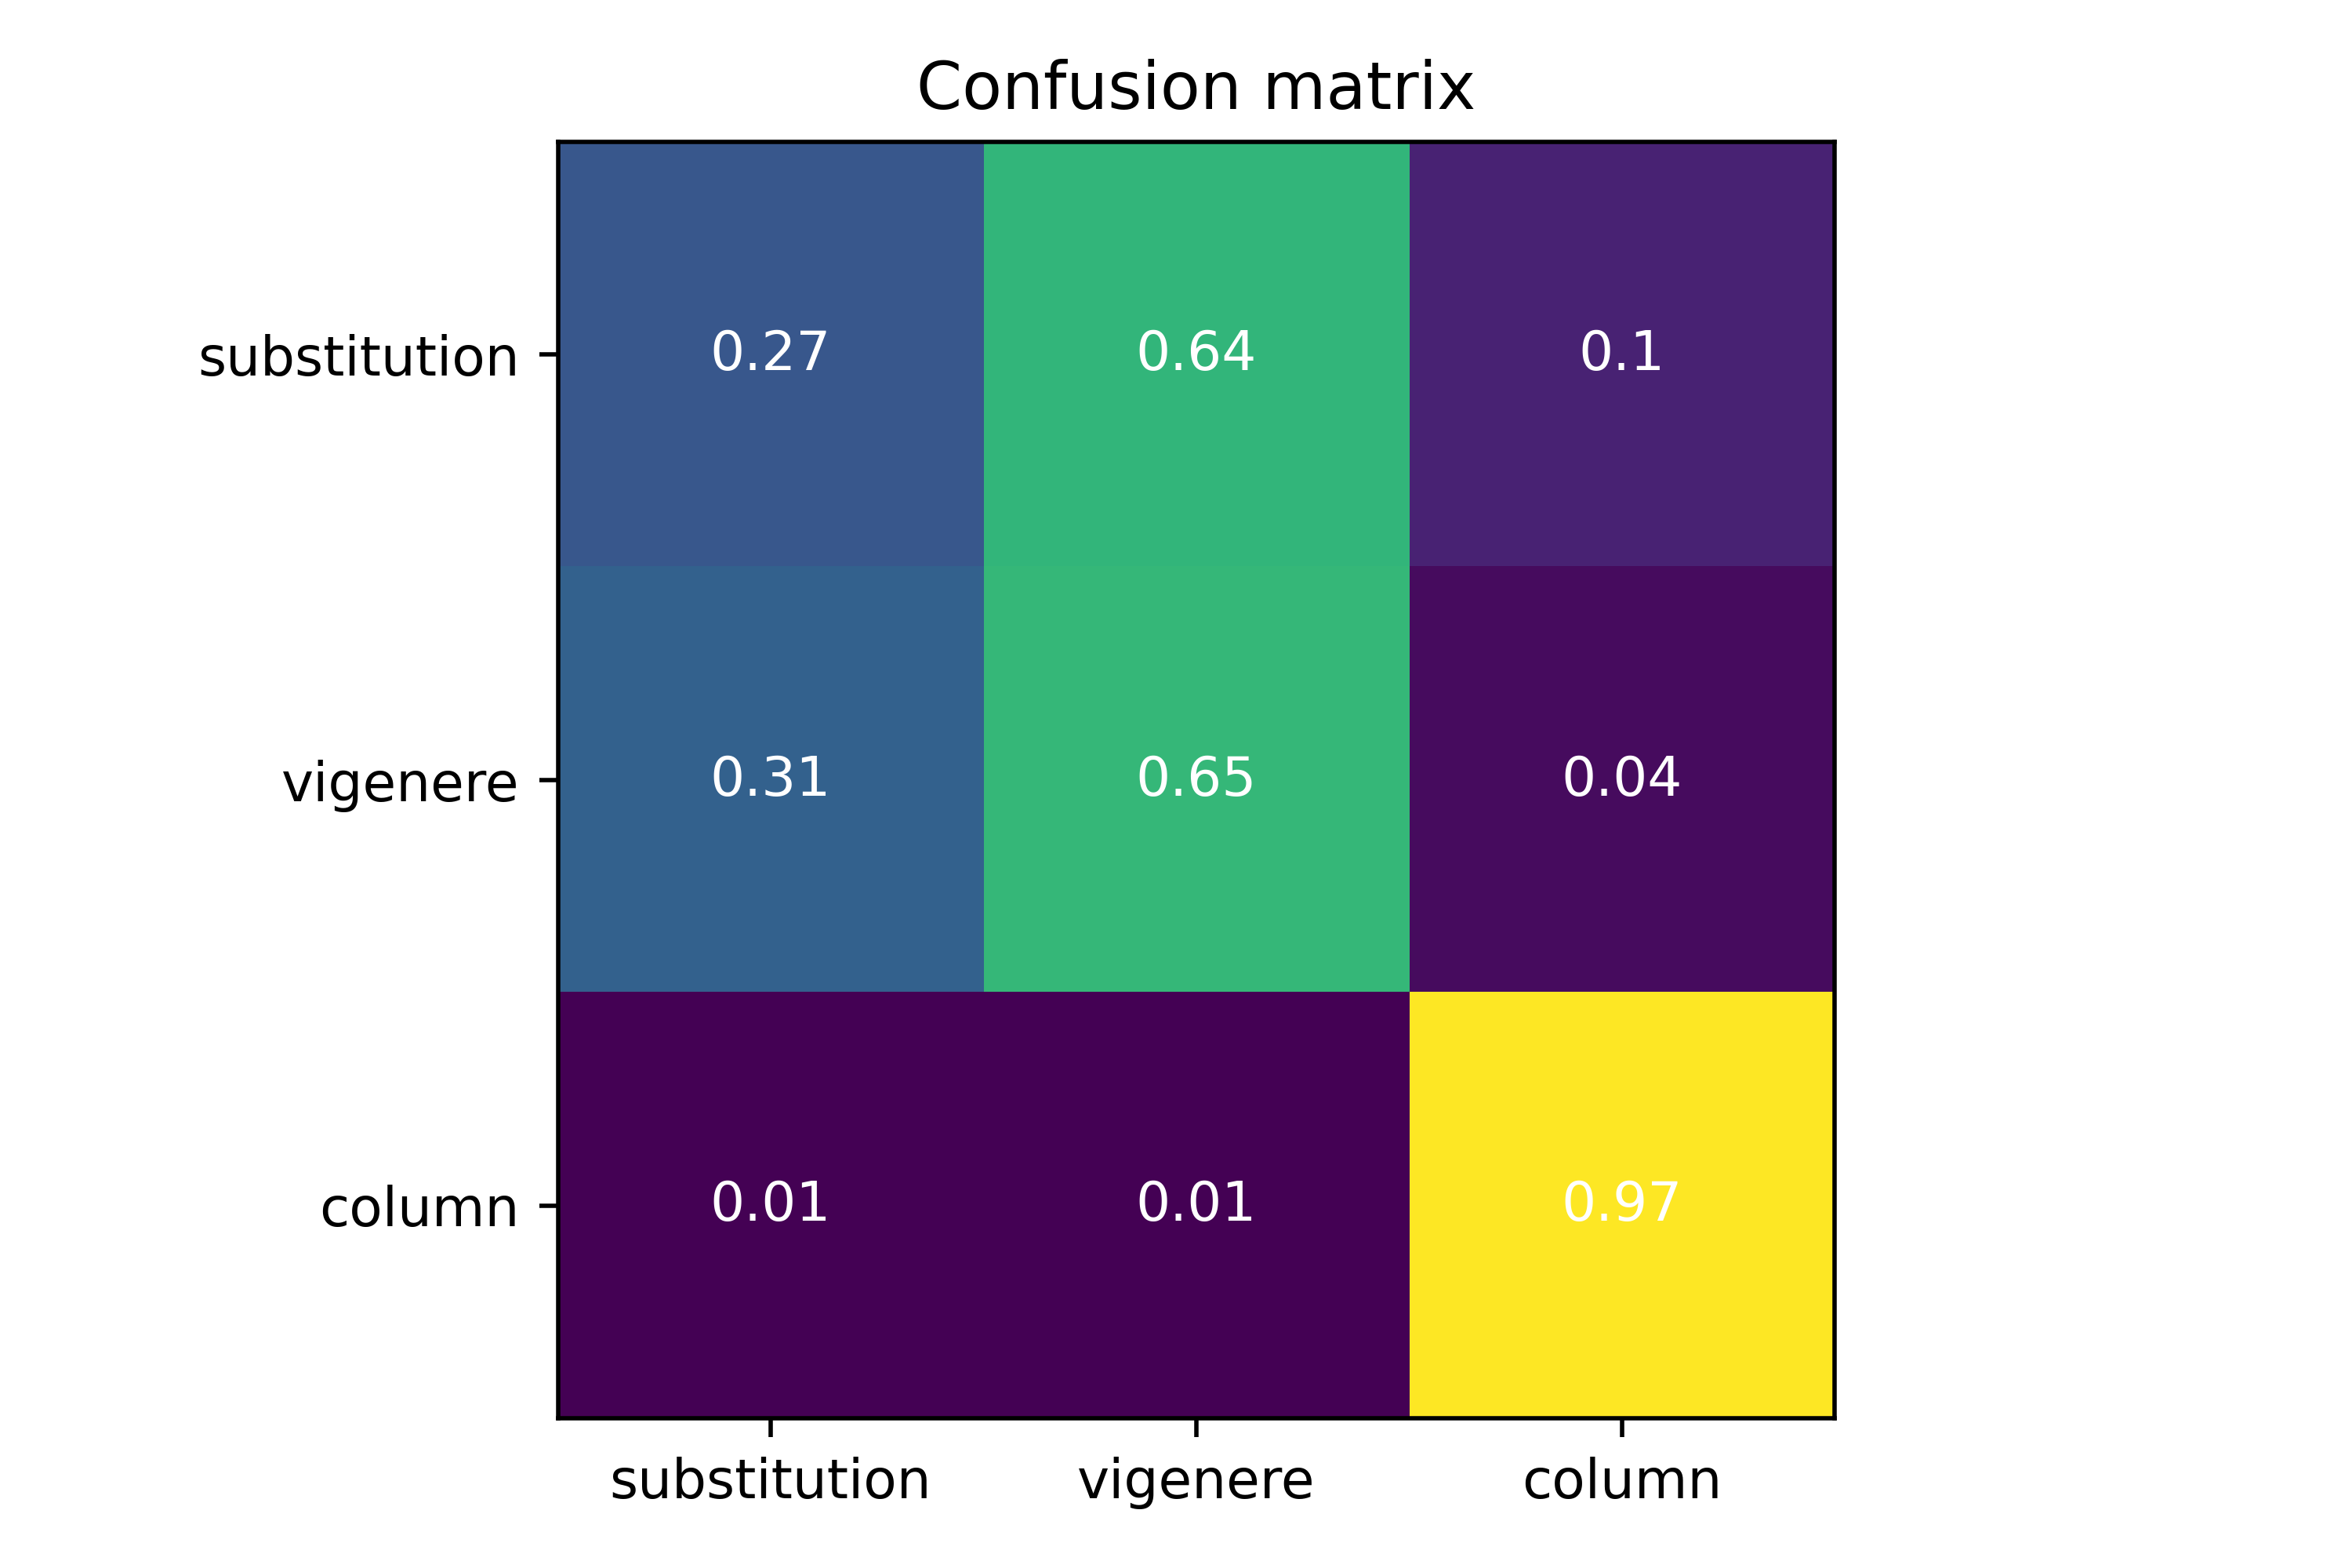 Confusion matrix
substitution 0.27 0.64 0.1
vigenere 0.31 0.65 0.04
column 0.01 0.01 0.97
substitution vigenere column